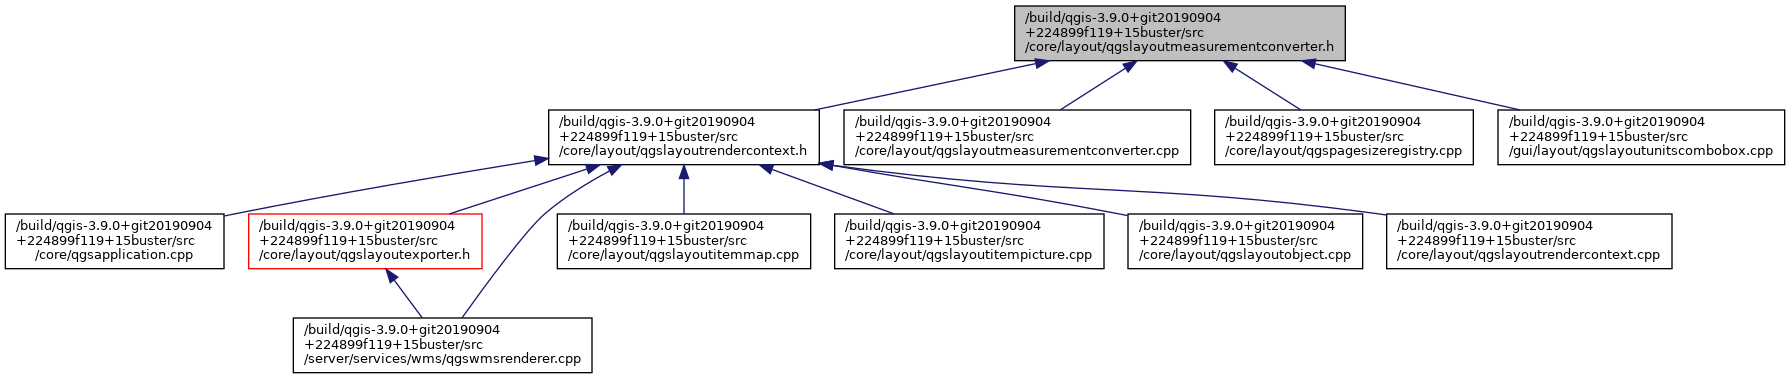 /build/qgis-3.9.0+git20190904
+224899f119+15buster/src
/core/layout/qgslayoutmeasurementconverter.h
/build/qgis-3.9.0+git20190904
+224899f119+15buster/src
/core/layout/qgslayoutrendercontext.h
/build/qgis-3.9.0+git20190904
+224899f119+15buster/src
/core/layout/qgslayoutmeasurementconverter.cpp
/build/qgis-3.9.0+git20190904
+224899f119+15buster/src
/core/layout/qgspagesizeregistry.cpp
/build/qgis-3.9.0+git20190904
+224899f119+15buster/src
/gui/layout/qgslayoutunitscombobox.cpp
/build/qgis-3.9.0+git20190904
+224899f119+15buster/src
/core/qgsapplication.cpp
/build/qgis-3.9.0+git20190904
+224899f119+15buster/src
/core/layout/qgslayoutexporter.h
/build/qgis-3.9.0+git20190904
+224899f119+15buster/src
/core/layout/qgslayoutitemmap.cpp
/build/qgis-3.9.0+git20190904
+224899f119+15buster/src
/core/layout/qgslayoutitempicture.cpp
/build/qgis-3.9.0+git20190904
+224899f119+15buster/src
/core/layout/qgslayoutobject.cpp
/build/qgis-3.9.0+git20190904
+224899f119+15buster/src
/core/layout/qgslayoutrendercontext.cpp
/build/qgis-3.9.0+git20190904
+224899f119+15buster/src
/server/services/wms/qgswmsrenderer.cpp